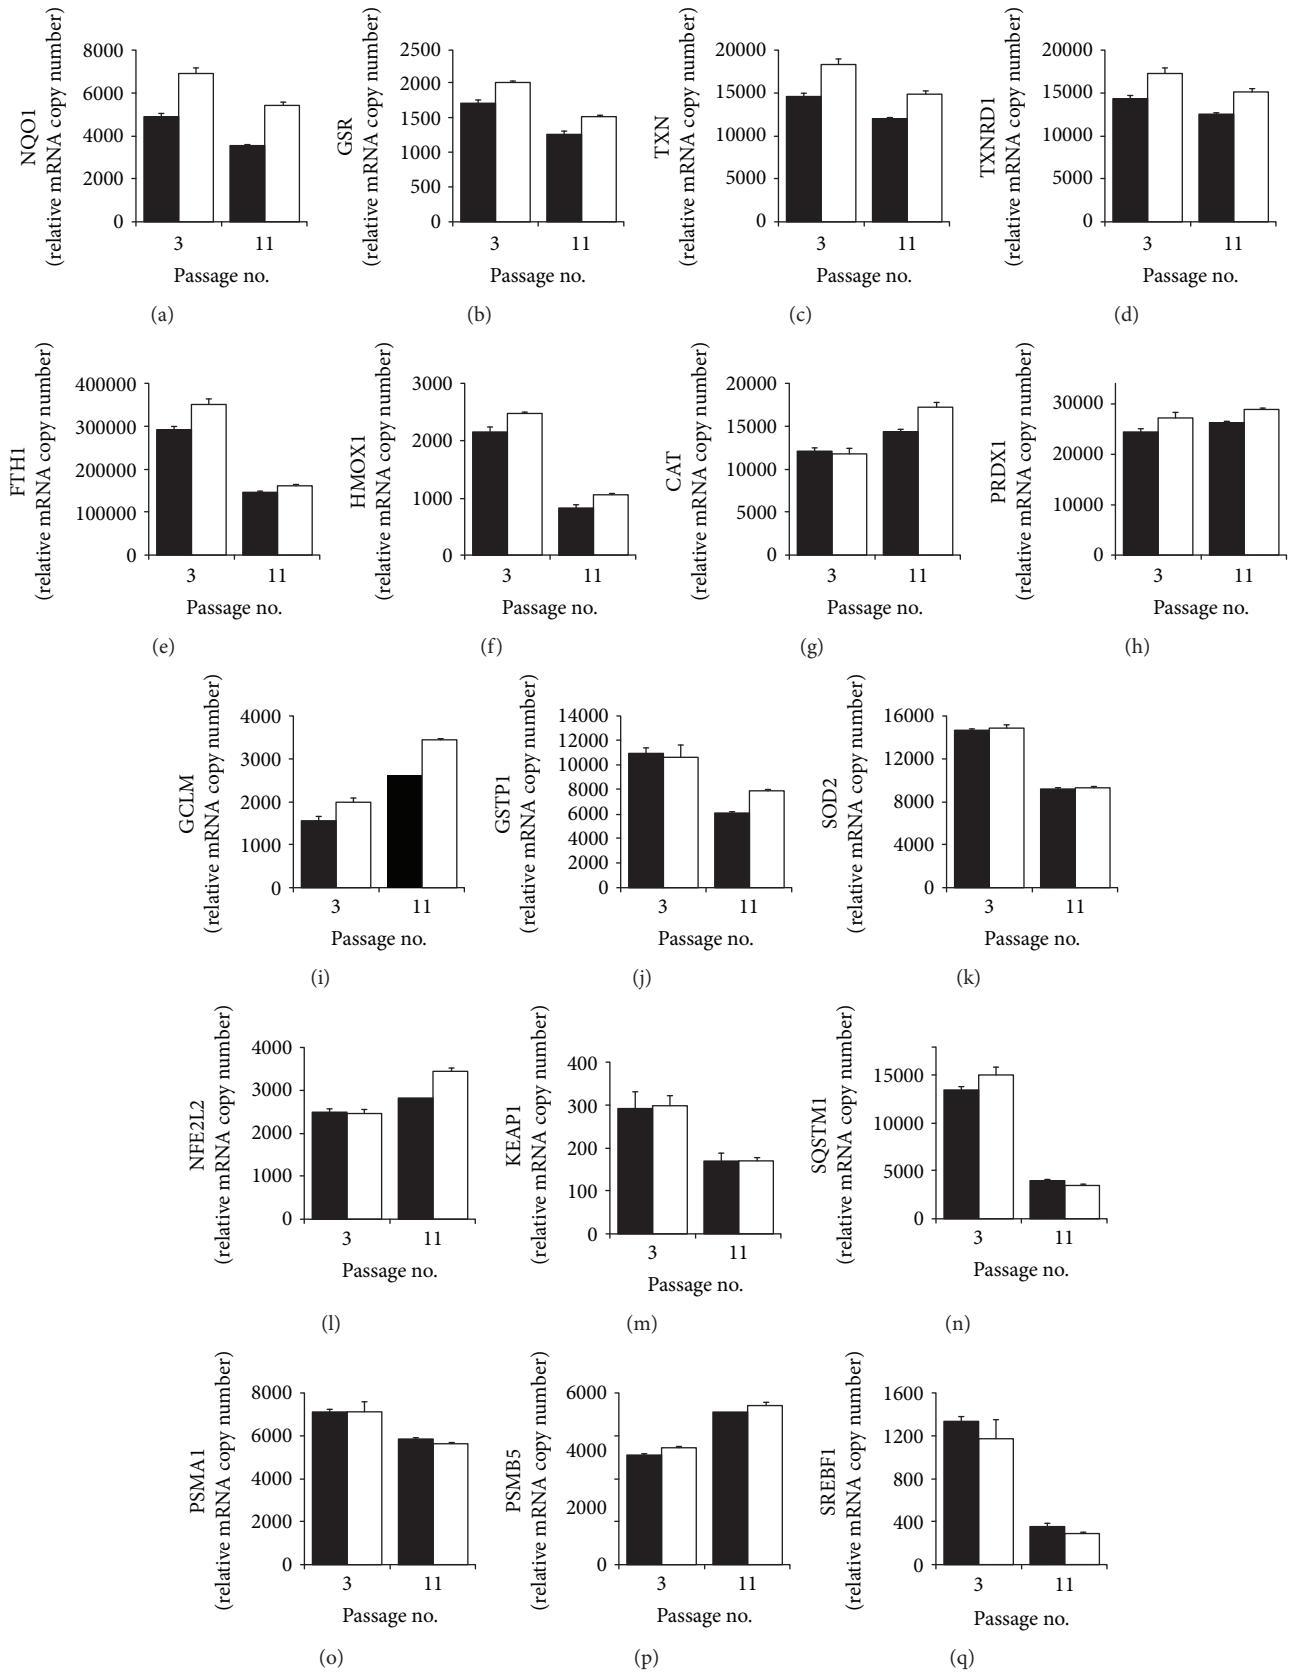 NQO1
(relative mRNA copy number)
8000
6000
4000
2000
0
3 11
Passage no.
(a)
GSR
(relative mRNA copy number)
2500
2000
1500
1000
500
0
3 11
Passage no.
(b)
TXN
(relative mRNA copy number)
20000
15000
10000
15000
0
3 11
Passage no.
(c)
TXNRD1
(relative mRNA copy number)
20000
15000
10000
15000
0
3 11
Passage no.
(d)
FTH1
(relative mRNA copy number)
400000
300000
200000
100000
0
3 11
Passage no.
(e)
HMOX1
(relative mRNA copy number)
3000
2000
1000
0
3 11
Passage no.
(f)
CAT
(relative mRNA copy number)
20000
15000
10000
5000
0
3 11
Passage no.
(g)
PRDX1
(relative mRNA copy number)
30000
20000
10000
0
3 11
Passage no.
(h)
GCLM
(relative mRNA copy number)
4000
3000
2000
1000
0
3 11
Passage no.
(i)
GSTP1
(relative mRNA copy number)
14000
12000
10000
8000
6000
4000
2000
0
3 11
Passage no.
(j)
SOD2
(relative mRNA copy number)
16000
12000
8000
4000
0
3 11
Passage no.
(k)
NFE2L2
(relative mRNA copy number)
4000
3000
2000
1000
0
3 11
Passage no.
(l)
KEAP1
(relative mRNA copy number)
400
300
200
100
0
3 11
Passage no.
(m)
SQSTM1
(relative mRNA copy number)
15000
10000
5000
0
3 11
Passage no.
(n)
PSMA1
(relative mRNA copy number)
8000
6000
4000
2000
0
3 11
Passage no.
(o)
PSMB5
(relative mRNA copy number)
6000
4000
2000
0
3 11
Passage no.
(p)
SREBF1
(relative mRNA copy number)
1600
1200
800
400
0
3 11
Passage no.
(q)